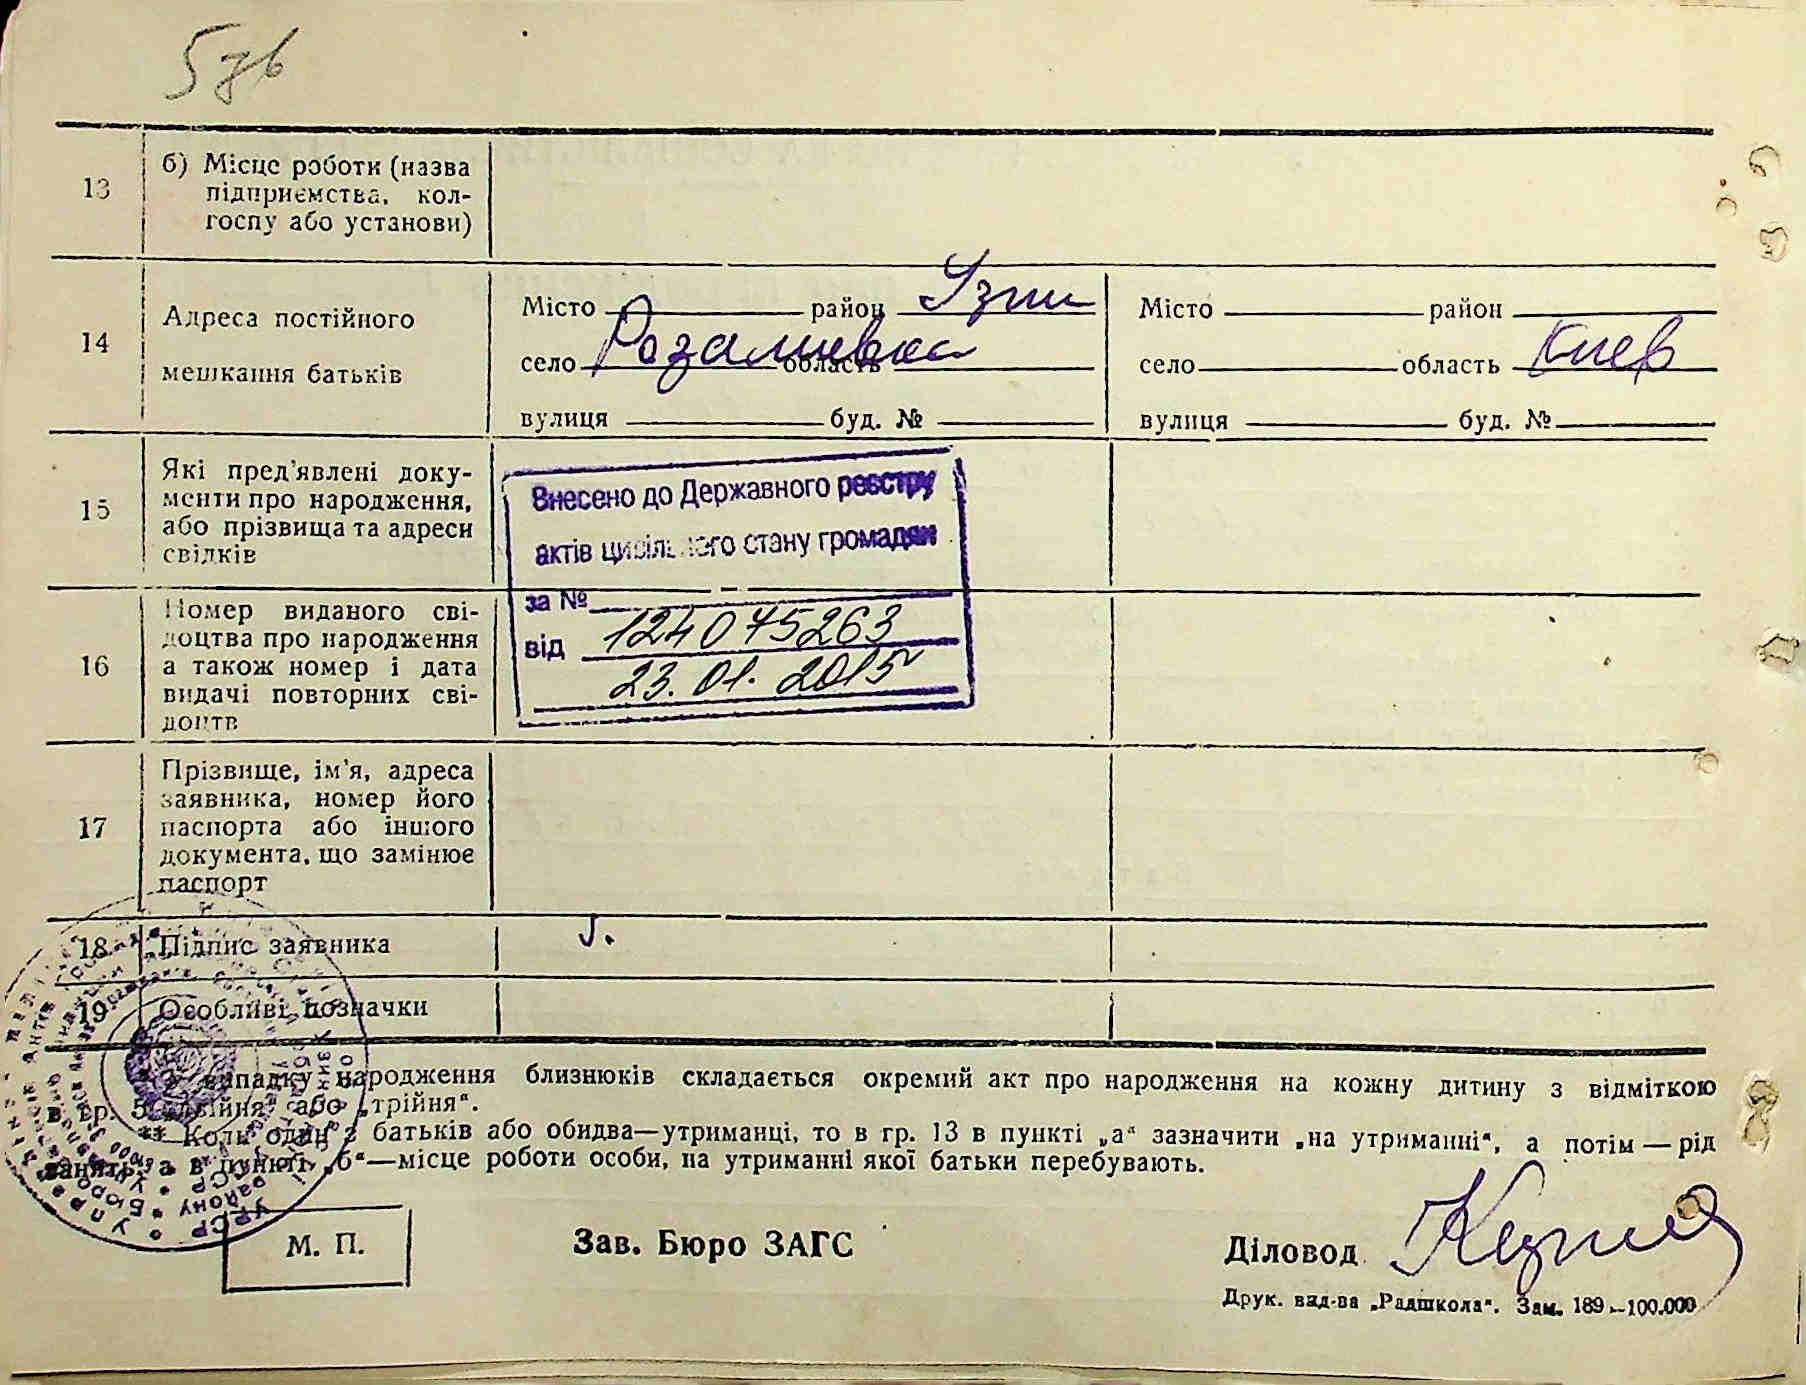 5зв
13
б) Місце роботи (назва
підприємства, кол-
госпу або установи)
14
Адреса постійного
мешкання батьків
Місто район Узин
село Розалиевка область
вулиця буд. №
Місто район
село область Киев
вулиця буд. №
15
Які пред'явлені доку-
менти про народження,
або прізвища та адреси
свідків
Внесено до Державного реєстру
актів цивільного стану громадян
за № 124075263
від 23.01.2015
16
Номер виданого сві-
доцтва про народження
а також номер і дата
видачі повторних сві-
доцтв
17
Прізвище, ім'я, адреса
заявника, номер його
паспорта або іншого
документа, що замінює
паспорт
18 Підпис заявника
19 Особливі позначки
* У випадку народження близнюків складається окремий акт про народження на кожну дитину з відміткою
в гр. 5 „двійня“ або „трійня“.
** Коли один з батьків або обидва—утриманці, то в гр. 13 в пункті „а“ зазначити „на утриманні“, а потім — рід
занять, а в пункті „б“—місце роботи особи, на утриманні якої батьки перебувають.
М. П.
Зав. Бюро ЗАГС
Діловод
Друк. вид-ва „Радшкола“. Зам. 189—100.000